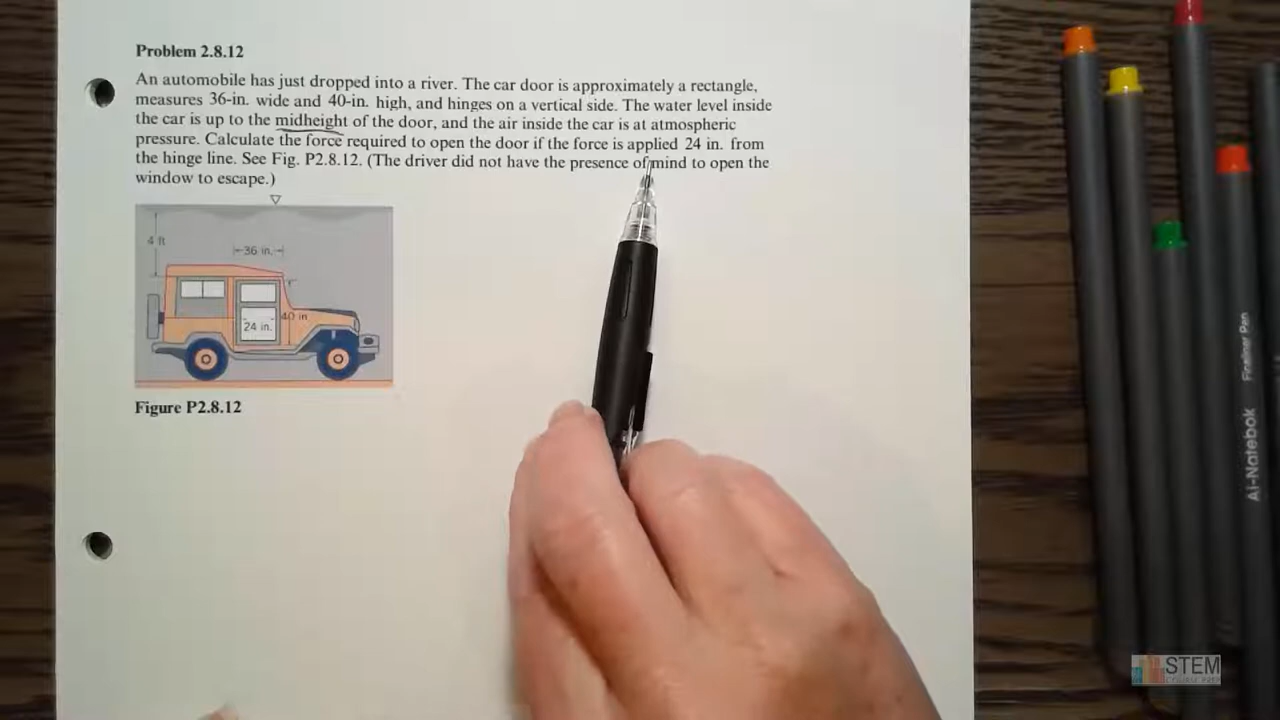 Problem 2.8.12
An automobile has just dropped into a river. The car door is approximately a rectangle,
measures 36-in. wide and 40-in. high, and hinges on a vertical side. The water level inside
the car is up to the midheight of the door, and the air inside the car is at atmospheric
pressure. Calculate the force required to open the door if the force is applied 24 in. from
the hinge line. See Fig. P2.8.12. (The driver did not have the presence of mind to open the
window to escape.)
4 ft
36 in.
40 in
24 in.
Figure P2.8.12
Ai-Notebok Fineliner Pen
STEM
COURSE PREP